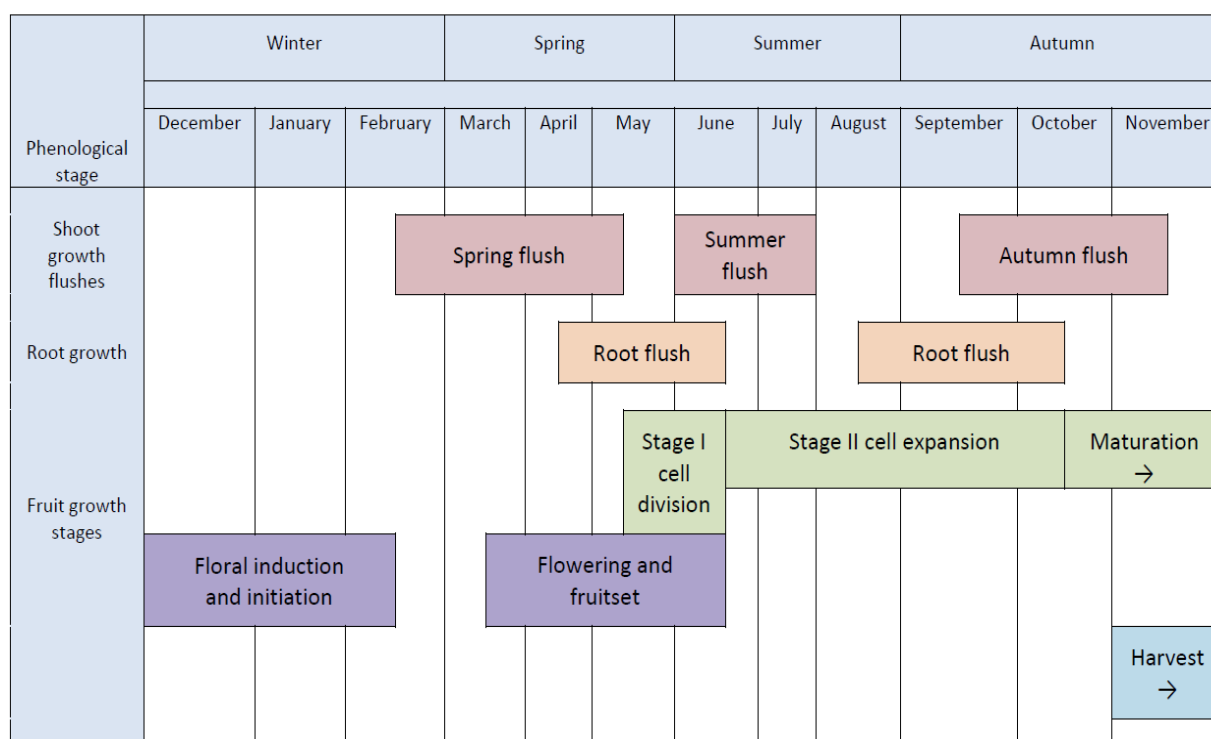 Winter Spring Summer Autumn
December January February March April May June July August September October November
Phenological
stage
Shoot
growth
flushes
Spring flush
Summer
flush
Autumn flush
Root growth
Root flush
Root flush
Fruit growth
stages
Stage I
cell
division
Stage II cell expansion
Maturation
→
Floral induction
and initiation
Flowering and
fruitset
Harvest
→